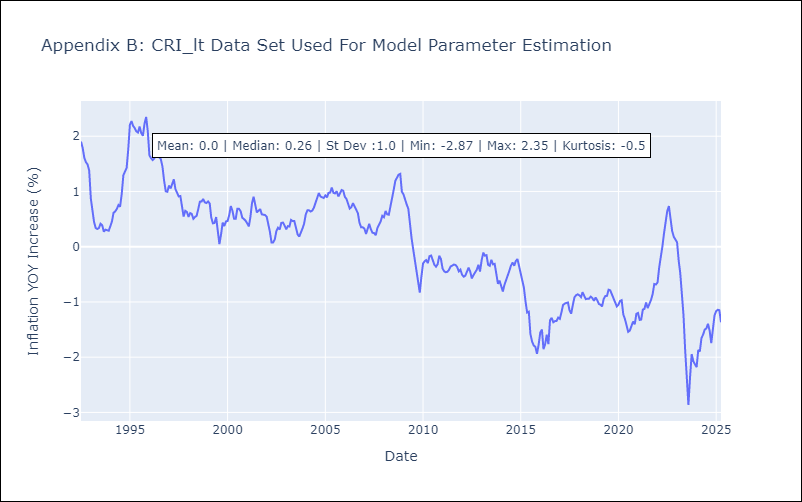 Appendix B: CRI_lt Data Set Used For Model Parameter Estimation
Mean: 0.0 | Median: 0.26 | St Dev :1.0 | Min: -2.87 | Max: 2.35 | Kurtosis: -0.5
Inflation YOY Increase (%)
2
1
0
−1
−2
−3
1995 2000 2005 2010 2015 2020 2025
Date